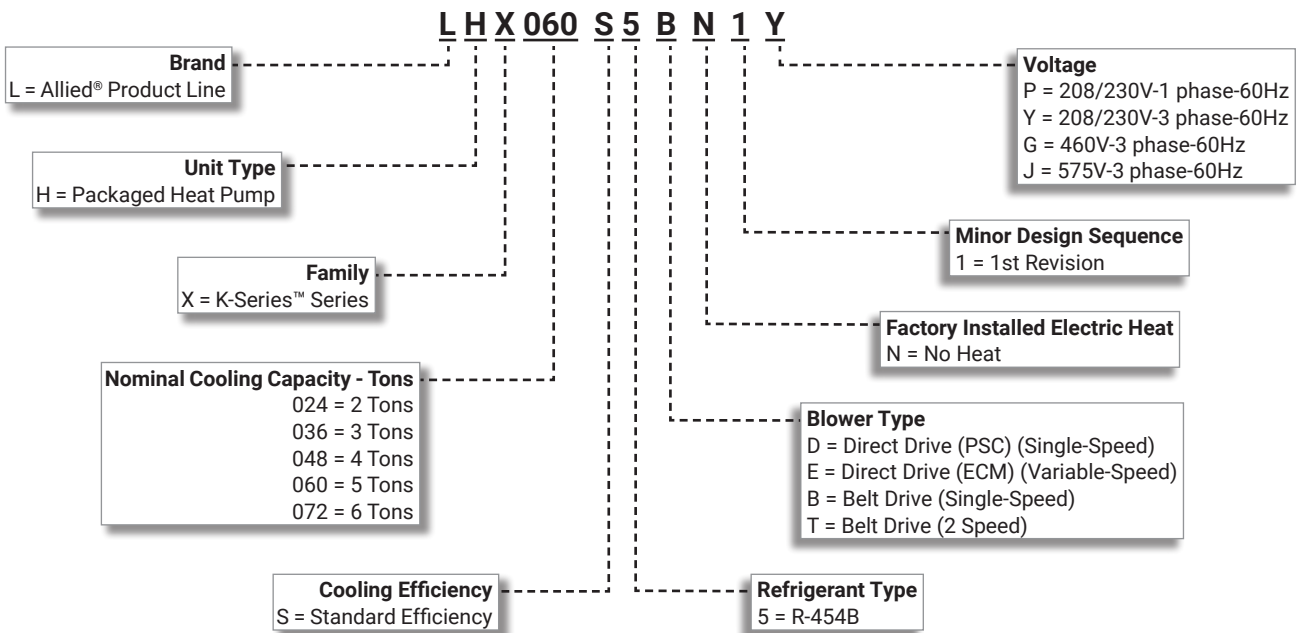 L H X 060 S 5 B N 1 Y
Brand
L = Allied® Product Line
Unit Type
H = Packaged Heat Pump
Family
X = K-Series™ Series
Nominal Cooling Capacity - Tons
024 = 2 Tons
036 = 3 Tons
048 = 4 Tons
060 = 5 Tons
072 = 6 Tons
Cooling Efficiency
S = Standard Efficiency
Voltage
P = 208/230V-1 phase-60Hz
Y = 208/230V-3 phase-60Hz
G = 460V-3 phase-60Hz
J = 575V-3 phase-60Hz
Minor Design Sequence
1 = 1st Revision
Factory Installed Electric Heat
N = No Heat
Blower Type
D = Direct Drive (PSC) (Single-Speed)
E = Direct Drive (ECM) (Variable-Speed)
B = Belt Drive (Single-Speed)
T = Belt Drive (2 Speed)
Refrigerant Type
5 = R-454B